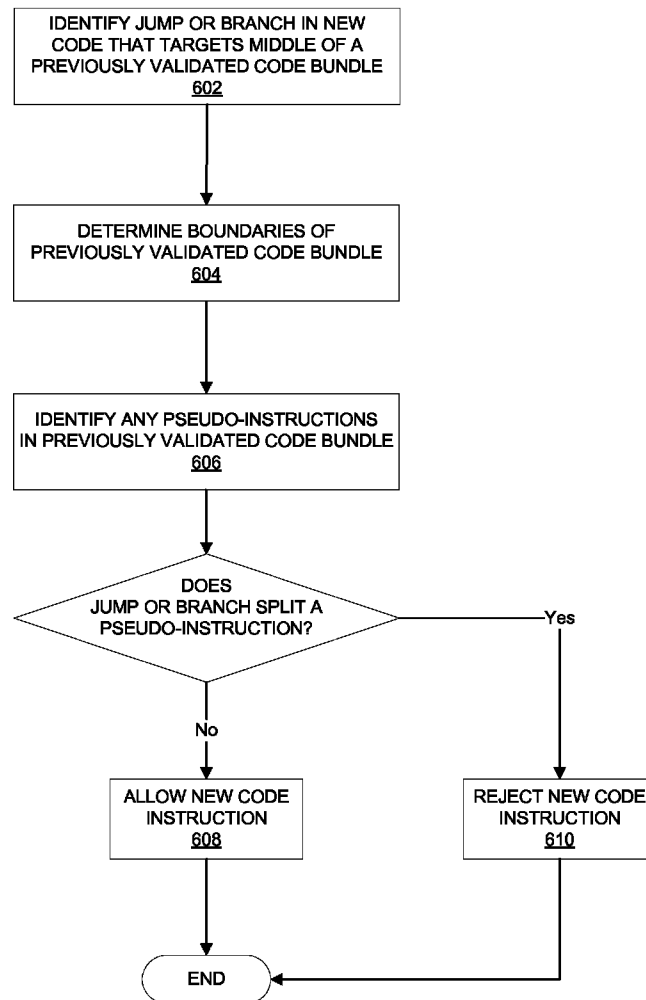 IDENTIFY JUMP OR BRANCH IN NEW
CODE THAT TARGETS MIDDLE OF A
PREVIOUSLY VALIDATED CODE BUNDLE
602
DETERMINE BOUNDARIES OF
PREVIOUSLY VALIDATED CODE BUNDLE
604
IDENTIFY ANY PSEUDO-INSTRUCTIONS
IN PREVIOUSLY VALIDATED CODE BUNDLE
606
DOES
JUMP OR BRANCH SPLIT A
PSEUDO-INSTRUCTION?
Yes
No
ALLOW NEW CODE
INSTRUCTION
608
REJECT NEW CODE
INSTRUCTION
610
END